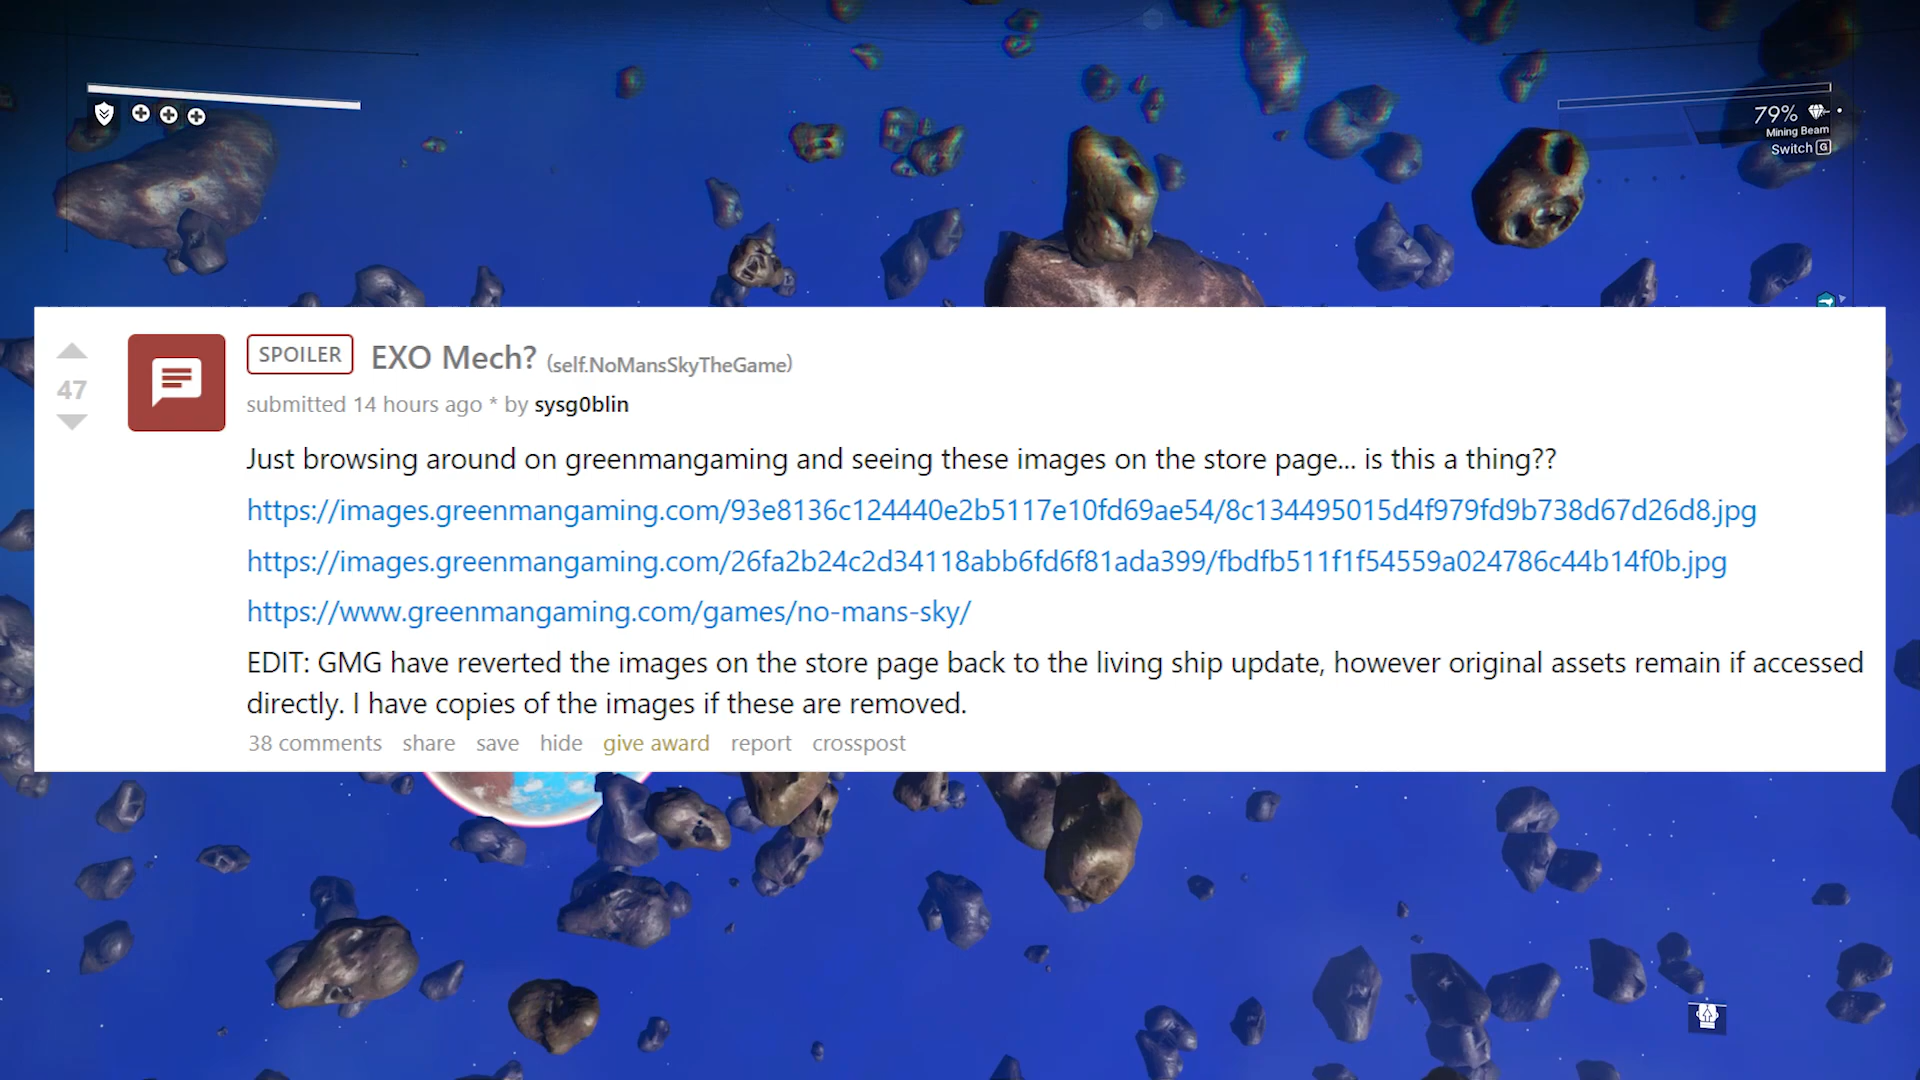 79%
Mining Beam
Switch G
47
SPOILER EXO Mech? (self.NoMansSkyTheGame)
submitted 14 hours ago * by sysg0blin
Just browsing around on greenmangaming and seeing these images on the store page... is this a thing??
https://images.greenmangaming.com/93e8136c124440e2b5117e10fd69ae54/8c134495015d4f979fd9b738d67d26d8.jpg
https://images.greenmangaming.com/26fa2b24c2d34118abb6fd6f81ada399/fbdfb511f1f54559a024786c44b14f0b.jpg
https://www.greenmangaming.com/games/no-mans-sky/
EDIT: GMG have reverted the images on the store page back to the living ship update, however original assets remain if accessed
directly. I have copies of the images if these are removed.
38 comments share save hide give award report crosspost